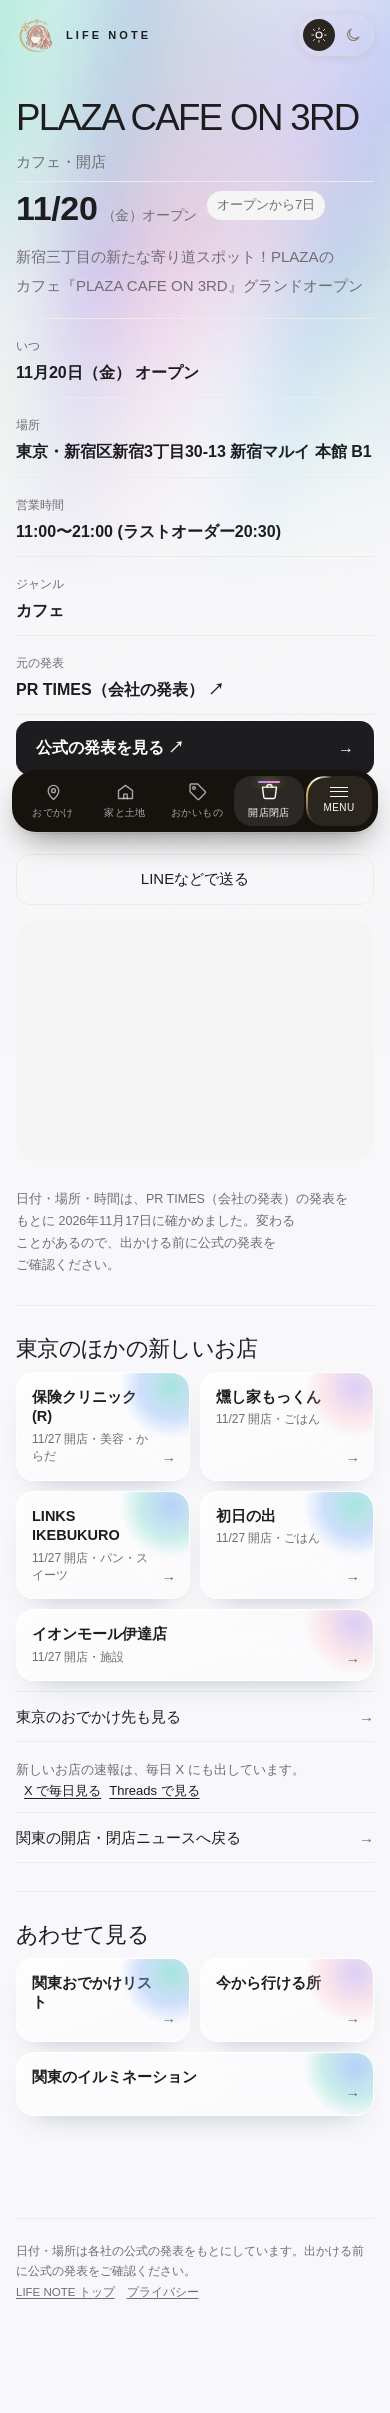 LIFE NOTE
PLAZA CAFE ON 3RD
カフェ・開店
11/20 （金）オープン オープンから7日
新宿三丁目の新たな寄り道スポット！PLAZAの
カフェ『PLAZA CAFE ON 3RD』グランドオープン
いつ
11月20日（金） オープン
場所
東京・新宿区新宿3丁目30-13 新宿マルイ 本館 B1
営業時間
11:00〜21:00 (ラストオーダー20:30)
ジャンル
カフェ
元の発表
PR TIMES（会社の発表） ↗
公式の発表を見る ↗ →
おでかけ 家と土地 おかいもの 開店閉店 MENU
LINEなどで送る
日付・場所・時間は、PR TIMES（会社の発表）の発表を
もとに 2026年11月17日に確かめました。変わる
ことがあるので、出かける前に公式の発表を
ご確認ください。
東京のほかの新しいお店
保険クリニック
(R)
11/27 開店・美容・か
らだ →
燻し家もっくん
11/27 開店・ごはん
→
LINKS
IKEBUKURO
11/27 開店・パン・ス
イーツ →
初日の出
11/27 開店・ごはん
→
イオンモール伊達店
11/27 開店・施設 →
東京のおでかけ先も見る →
新しいお店の速報は、毎日 X にも出しています。
X で毎日見る Threads で見る
関東の開店・閉店ニュースへ戻る →
あわせて見る
関東おでかけリス
ト →
今から行ける所
→
関東のイルミネーション
→
日付・場所は各社の公式の発表をもとにしています。出かける前
に公式の発表をご確認ください。
LIFE NOTE トップ プライバシー